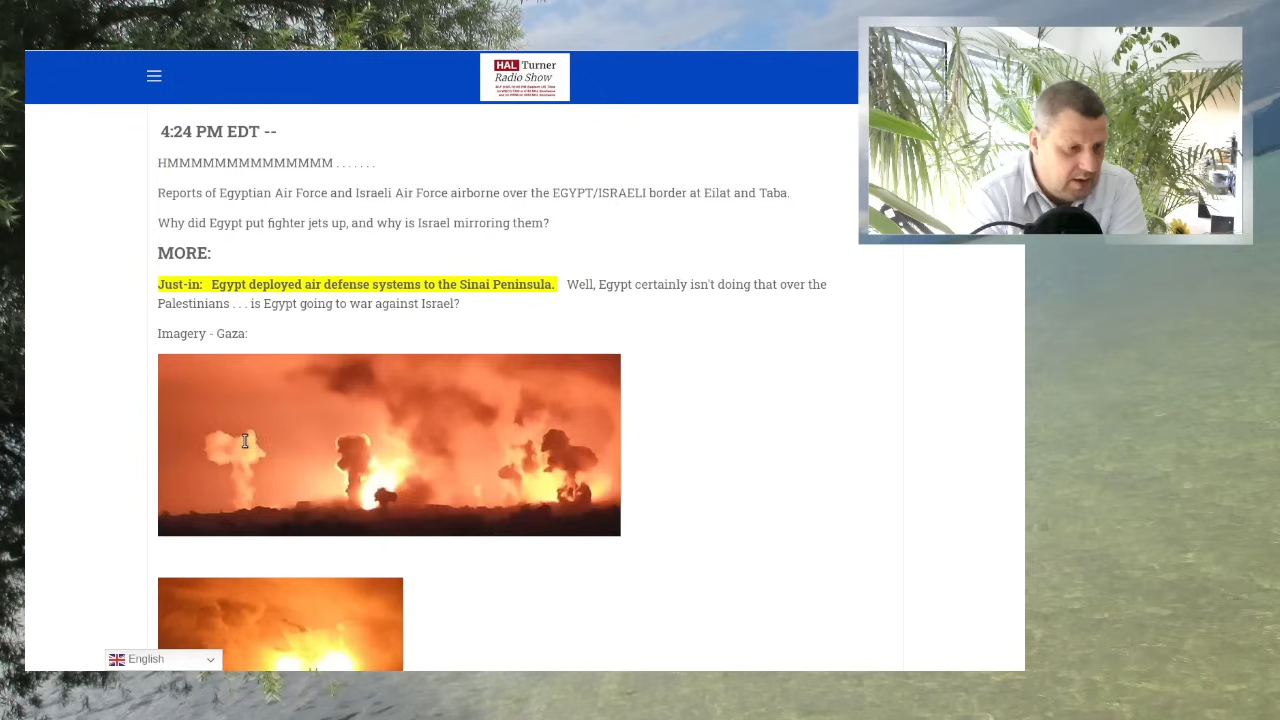 HAL Turner
Radio Show
4:24 PM EDT --
HMMMMMMMMMMMMMM . . . . . . .
Reports of Egyptian Air Force and Israeli Air Force airborne over the EGYPT/ISRAELI border at Eilat and Taba.
Why did Egypt put fighter jets up, and why is Israel mirroring them?
MORE:
Just-in: Egypt deployed air defense systems to the Sinai Peninsula. Well, Egypt certainly isn't doing that over the
Palestinians . . . is Egypt going to war against Israel?
Imagery - Gaza:
English